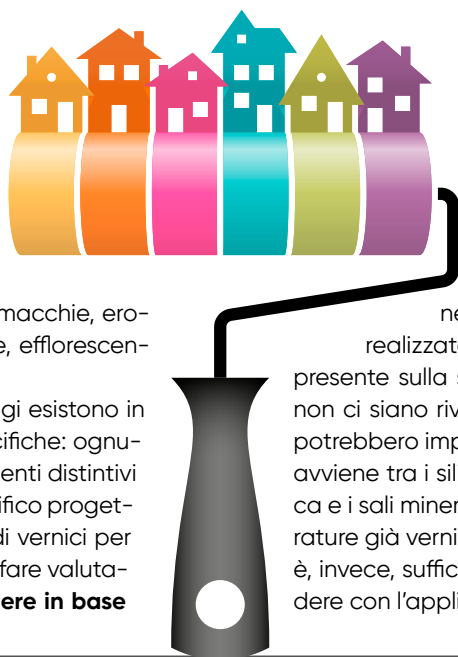 macchie, ero-
e, efflorescen-
gi esistono in
cifiche: ognu-
enti distintivi
ifico proget-
di vernici per
fare valuta-
ere in base
ne
realizzat
presente sulla s
non ci siano riv
potrebbero imp
avviene tra i sil
ca e i sali miner
rature già verni
è, invece, suffic
dere con l'appli